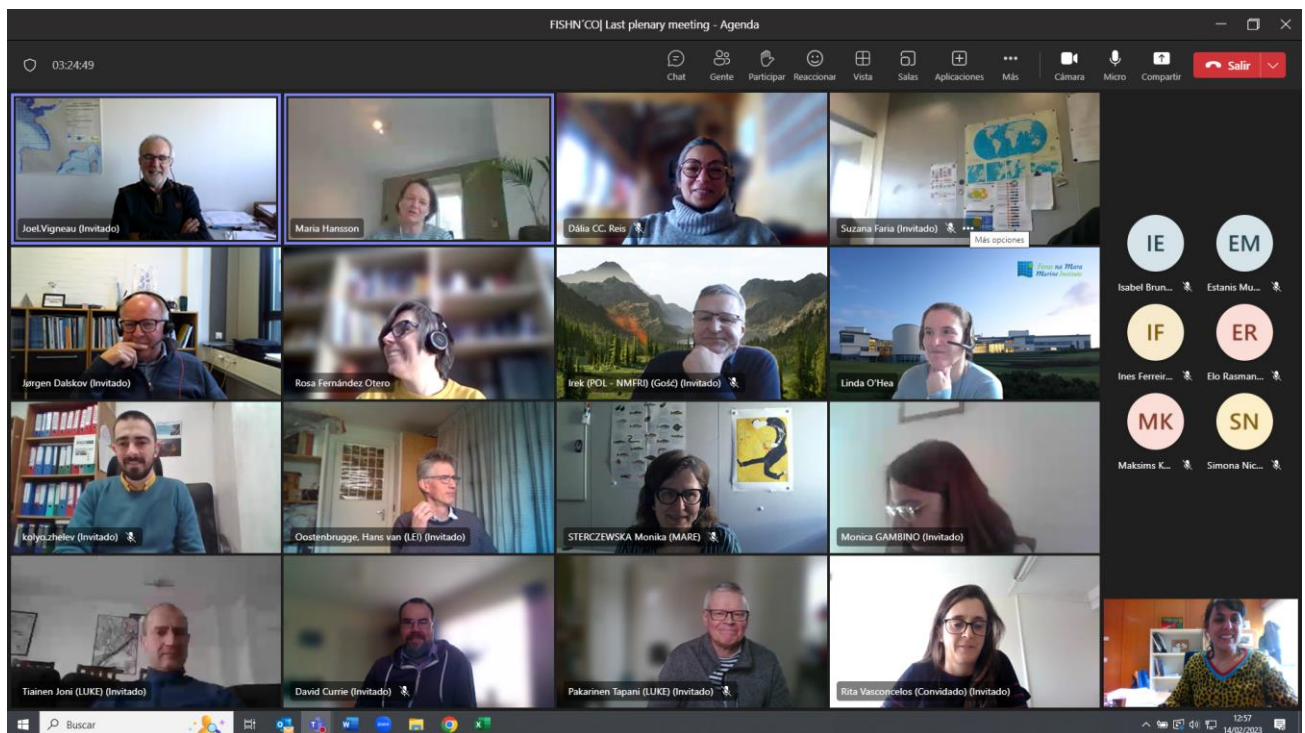 FISHN´CO| Last plenary meeting - Agenda
03:24:49
Chat
Gente
Participar
Reaccionar
Vista
Salas
Aplicaciones
Más
Cámara
Micro
Compartir
Salir
Joel.Vigneau (Invitado)
Maria Hansson
Dália CC. Reis
Suzana Faria (Invitado)
Más opciones
Jørgen Dalskov (Invitado)
Rosa Fernández Otero
Irek (POL - NMFRI) (Gość) (Invitado)
Foras na Mara
Marine Institute
Linda O'Hea
kolyo.zhelev (Invitado)
Oostenbrugge, Hans van (LEI) (Invitado)
STERCZEWSKA Monika (MARE)
Monica GAMBINO (Invitado)
Tiainen Joni (LUKE) (Invitado)
David Currie (Invitado)
Pakarinen Tapani (LUKE) (Invitado)
Rita Vasconcelos (Convidado) (Invitado)
IE
EM
Isabel Brun...
Estanis Mu...
IF
ER
Ines Ferreir...
Elo Rasman...
MK
SN
Maksims K...
Simona Nic...
Buscar
12:57
14/02/2023